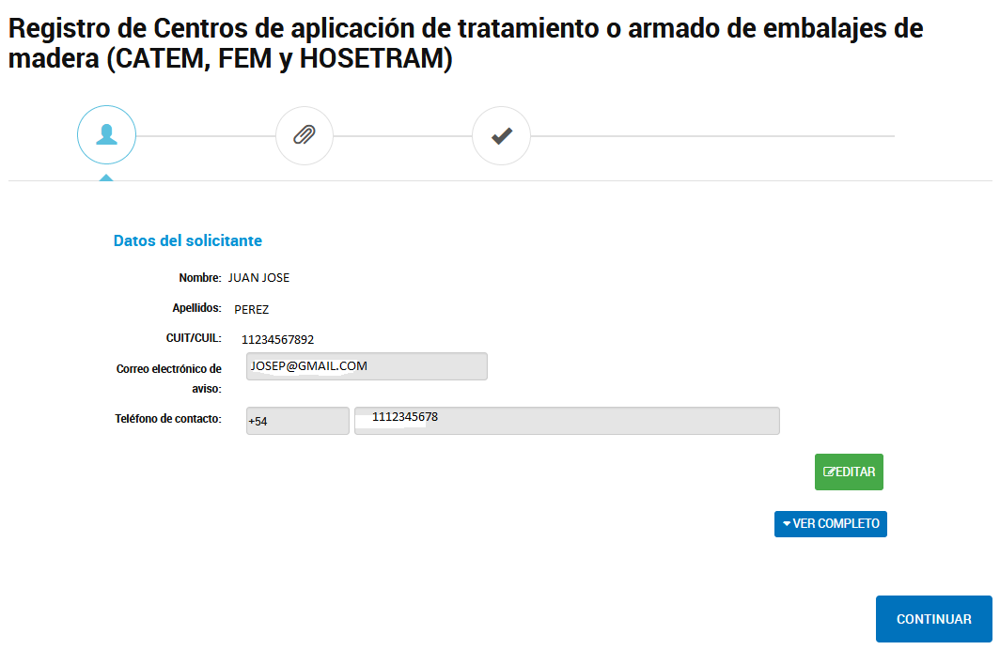 Registro de Centros de aplicación de tratamiento o armado de embalajes de
madera (CATEM, FEM y HOSETRAM)
Datos del solicitante
Nombre: JUAN JOSE
Apellidos: PEREZ
CUIT/CUIL: 11234567892
Correo electrónico de
aviso:
JOSEP@GMAIL.COM
Teléfono de contacto: +54 1112345678
EDITAR
VER COMPLETO
CONTINUAR